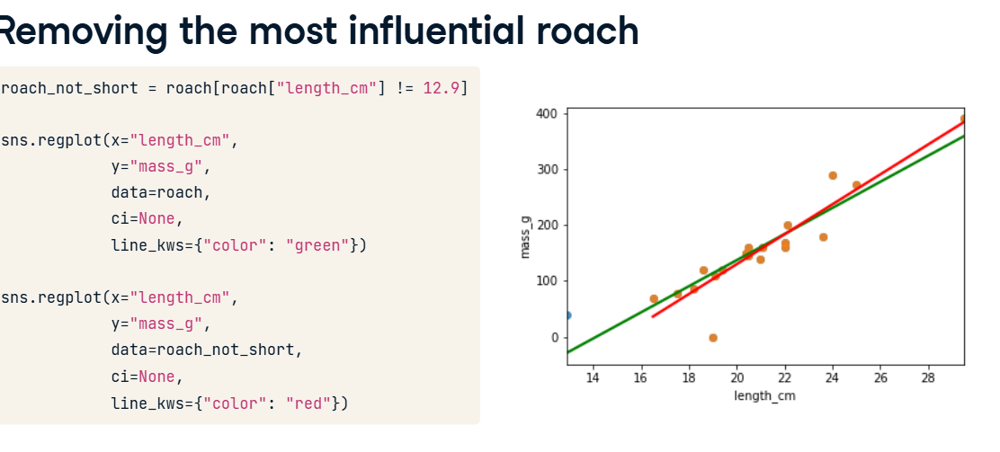 Removing the most influential roach
roach_not_short = roach[roach["length_cm"] != 12.9]
sns.regplot(x="length_cm",
y="mass_g",
data=roach,
ci=None,
line_kws={"color": "green"})
sns.regplot(x="length_cm",
y="mass_g",
data=roach_not_short,
ci=None,
line_kws={"color": "red"})
400
300
200
100
0
mass_g
14 16 18 20 22 24 26 28
length_cm